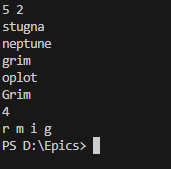 5 2
stugna
neptune
grim
oplot
Grim
4
r m i g
PS D:\Epics>